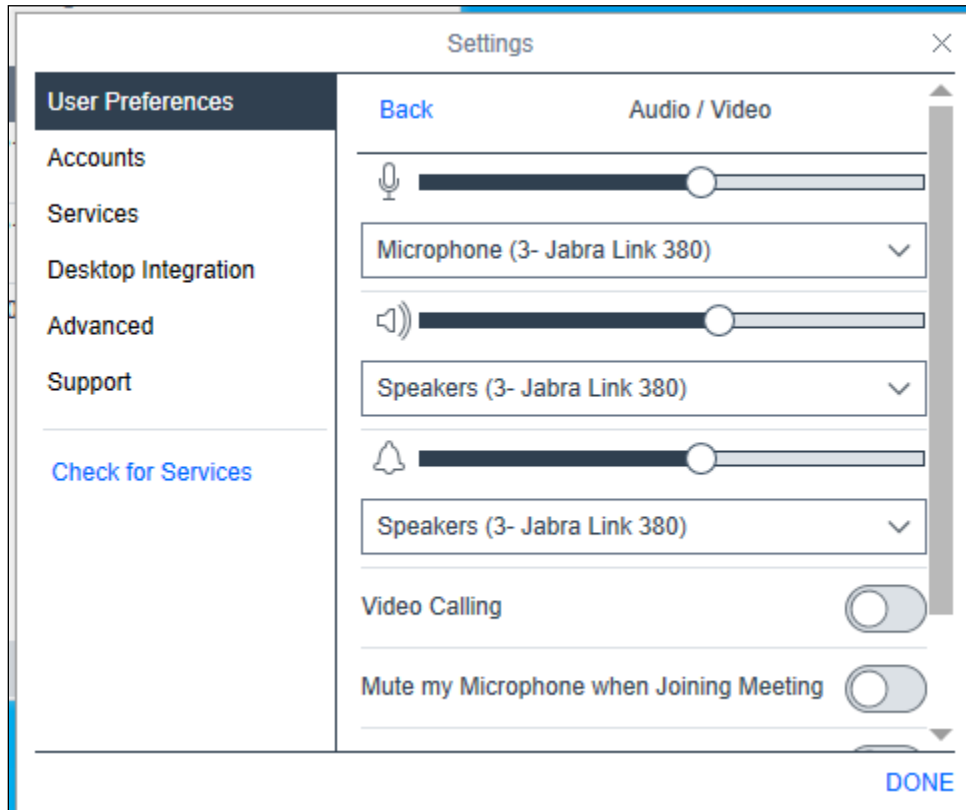 Settings
User Preferences
Accounts
Services
Desktop Integration
Advanced
Support
Check for Services
Back
Audio / Video
Microphone (3- Jabra Link 380)
Speakers (3- Jabra Link 380)
Speakers (3- Jabra Link 380)
Video Calling
Mute my Microphone when Joining Meeting
DONE